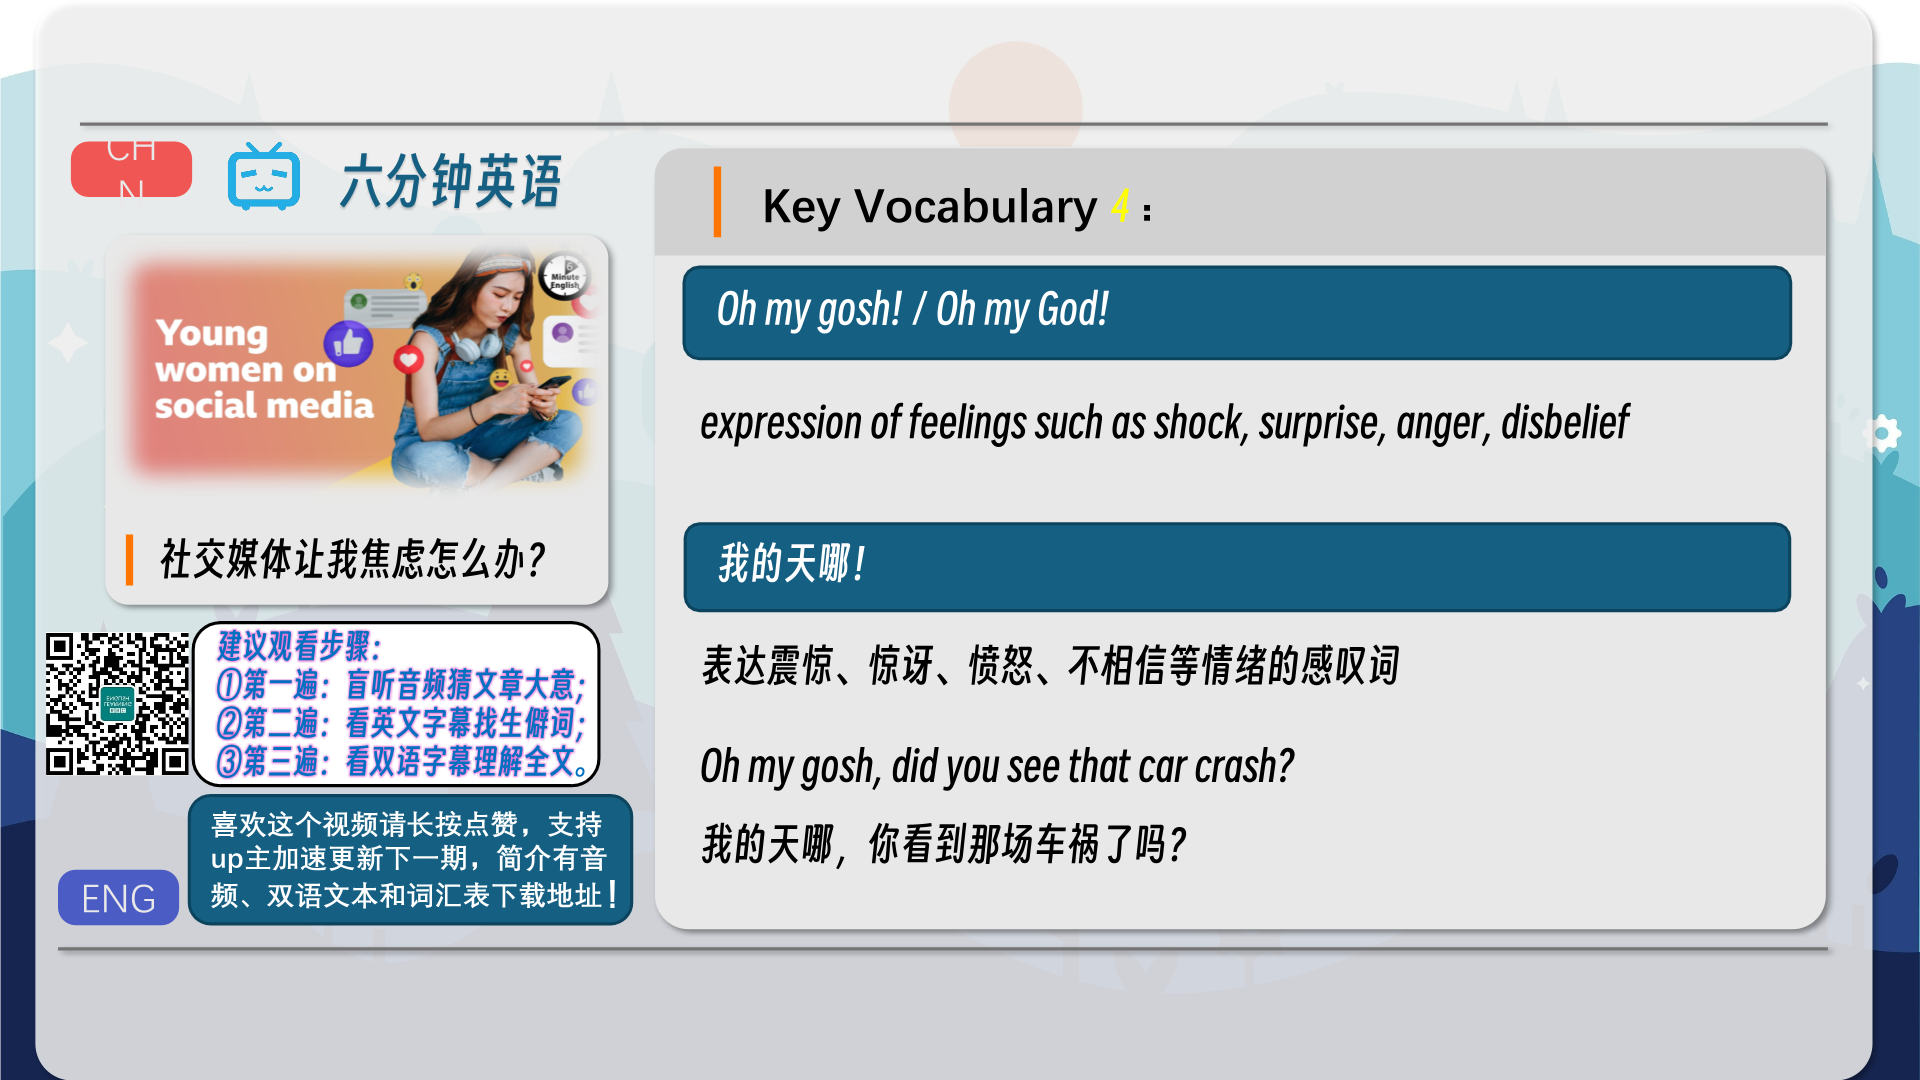 CH
N
六分钟英语
6
Minute
English
Young
women on
social media
社交媒体让我焦虑怎么办？
建议观看步骤：
①第一遍：盲听音频猜文章大意；
②第二遍：看英文字幕找生僻词；
③第三遍：看双语字幕理解全文。
喜欢这个视频请长按点赞，支持
up主加速更新下一期，简介有音
频、双语文本和词汇表下载地址！
ENG
Key Vocabulary 4：
Oh my gosh! / Oh my God!
expression of feelings such as shock, surprise, anger, disbelief
我的天哪！
表达震惊、惊讶、愤怒、不相信等情绪的感叹词
Oh my gosh, did you see that car crash?
我的天哪，你看到那场车祸了吗？